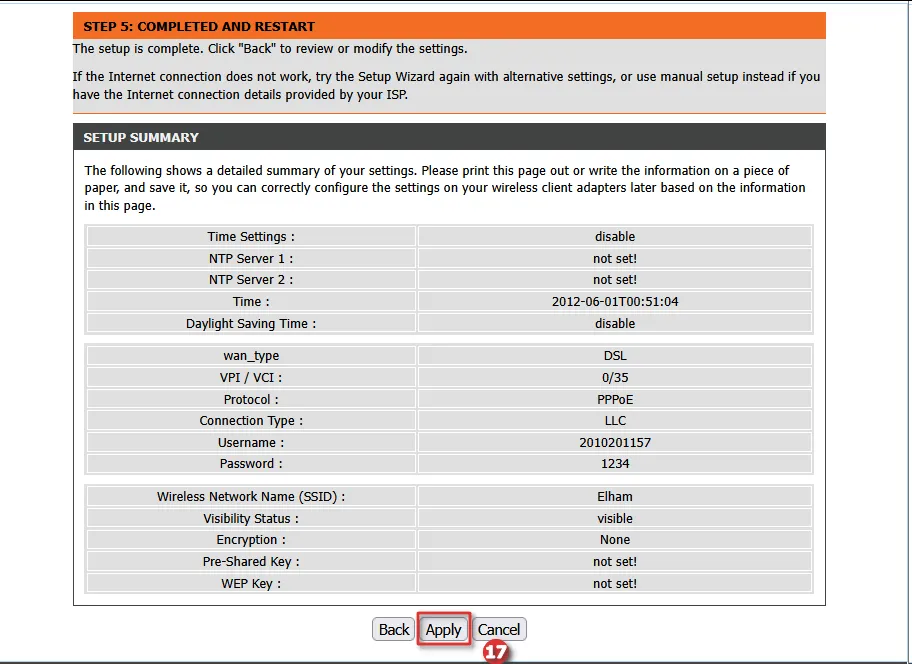 STEP 5: COMPLETED AND RESTART
The setup is complete. Click "Back" to review or modify the settings.
If the Internet connection does not work, try the Setup Wizard again with alternative settings, or use manual setup instead if you
have the Internet connection details provided by your ISP.
SETUP SUMMARY
The following shows a detailed summary of your settings. Please print this page out or write the information on a piece of
paper, and save it, so you can correctly configure the settings on your wireless client adapters later based on the information
in this page.
Time Settings : disable
NTP Server 1 : not set!
NTP Server 2 : not set!
Time : 2012-06-01T00:51:04
Daylight Saving Time : disable
wan_type DSL
VPI / VCI : 0/35
Protocol : PPPoE
Connection Type : LLC
Username : 2010201157
Password : 1234
Wireless Network Name (SSID) : Elham
Visibility Status : visible
Encryption : None
Pre-Shared Key : not set!
WEP Key : not set!
Back Apply Cancel
17